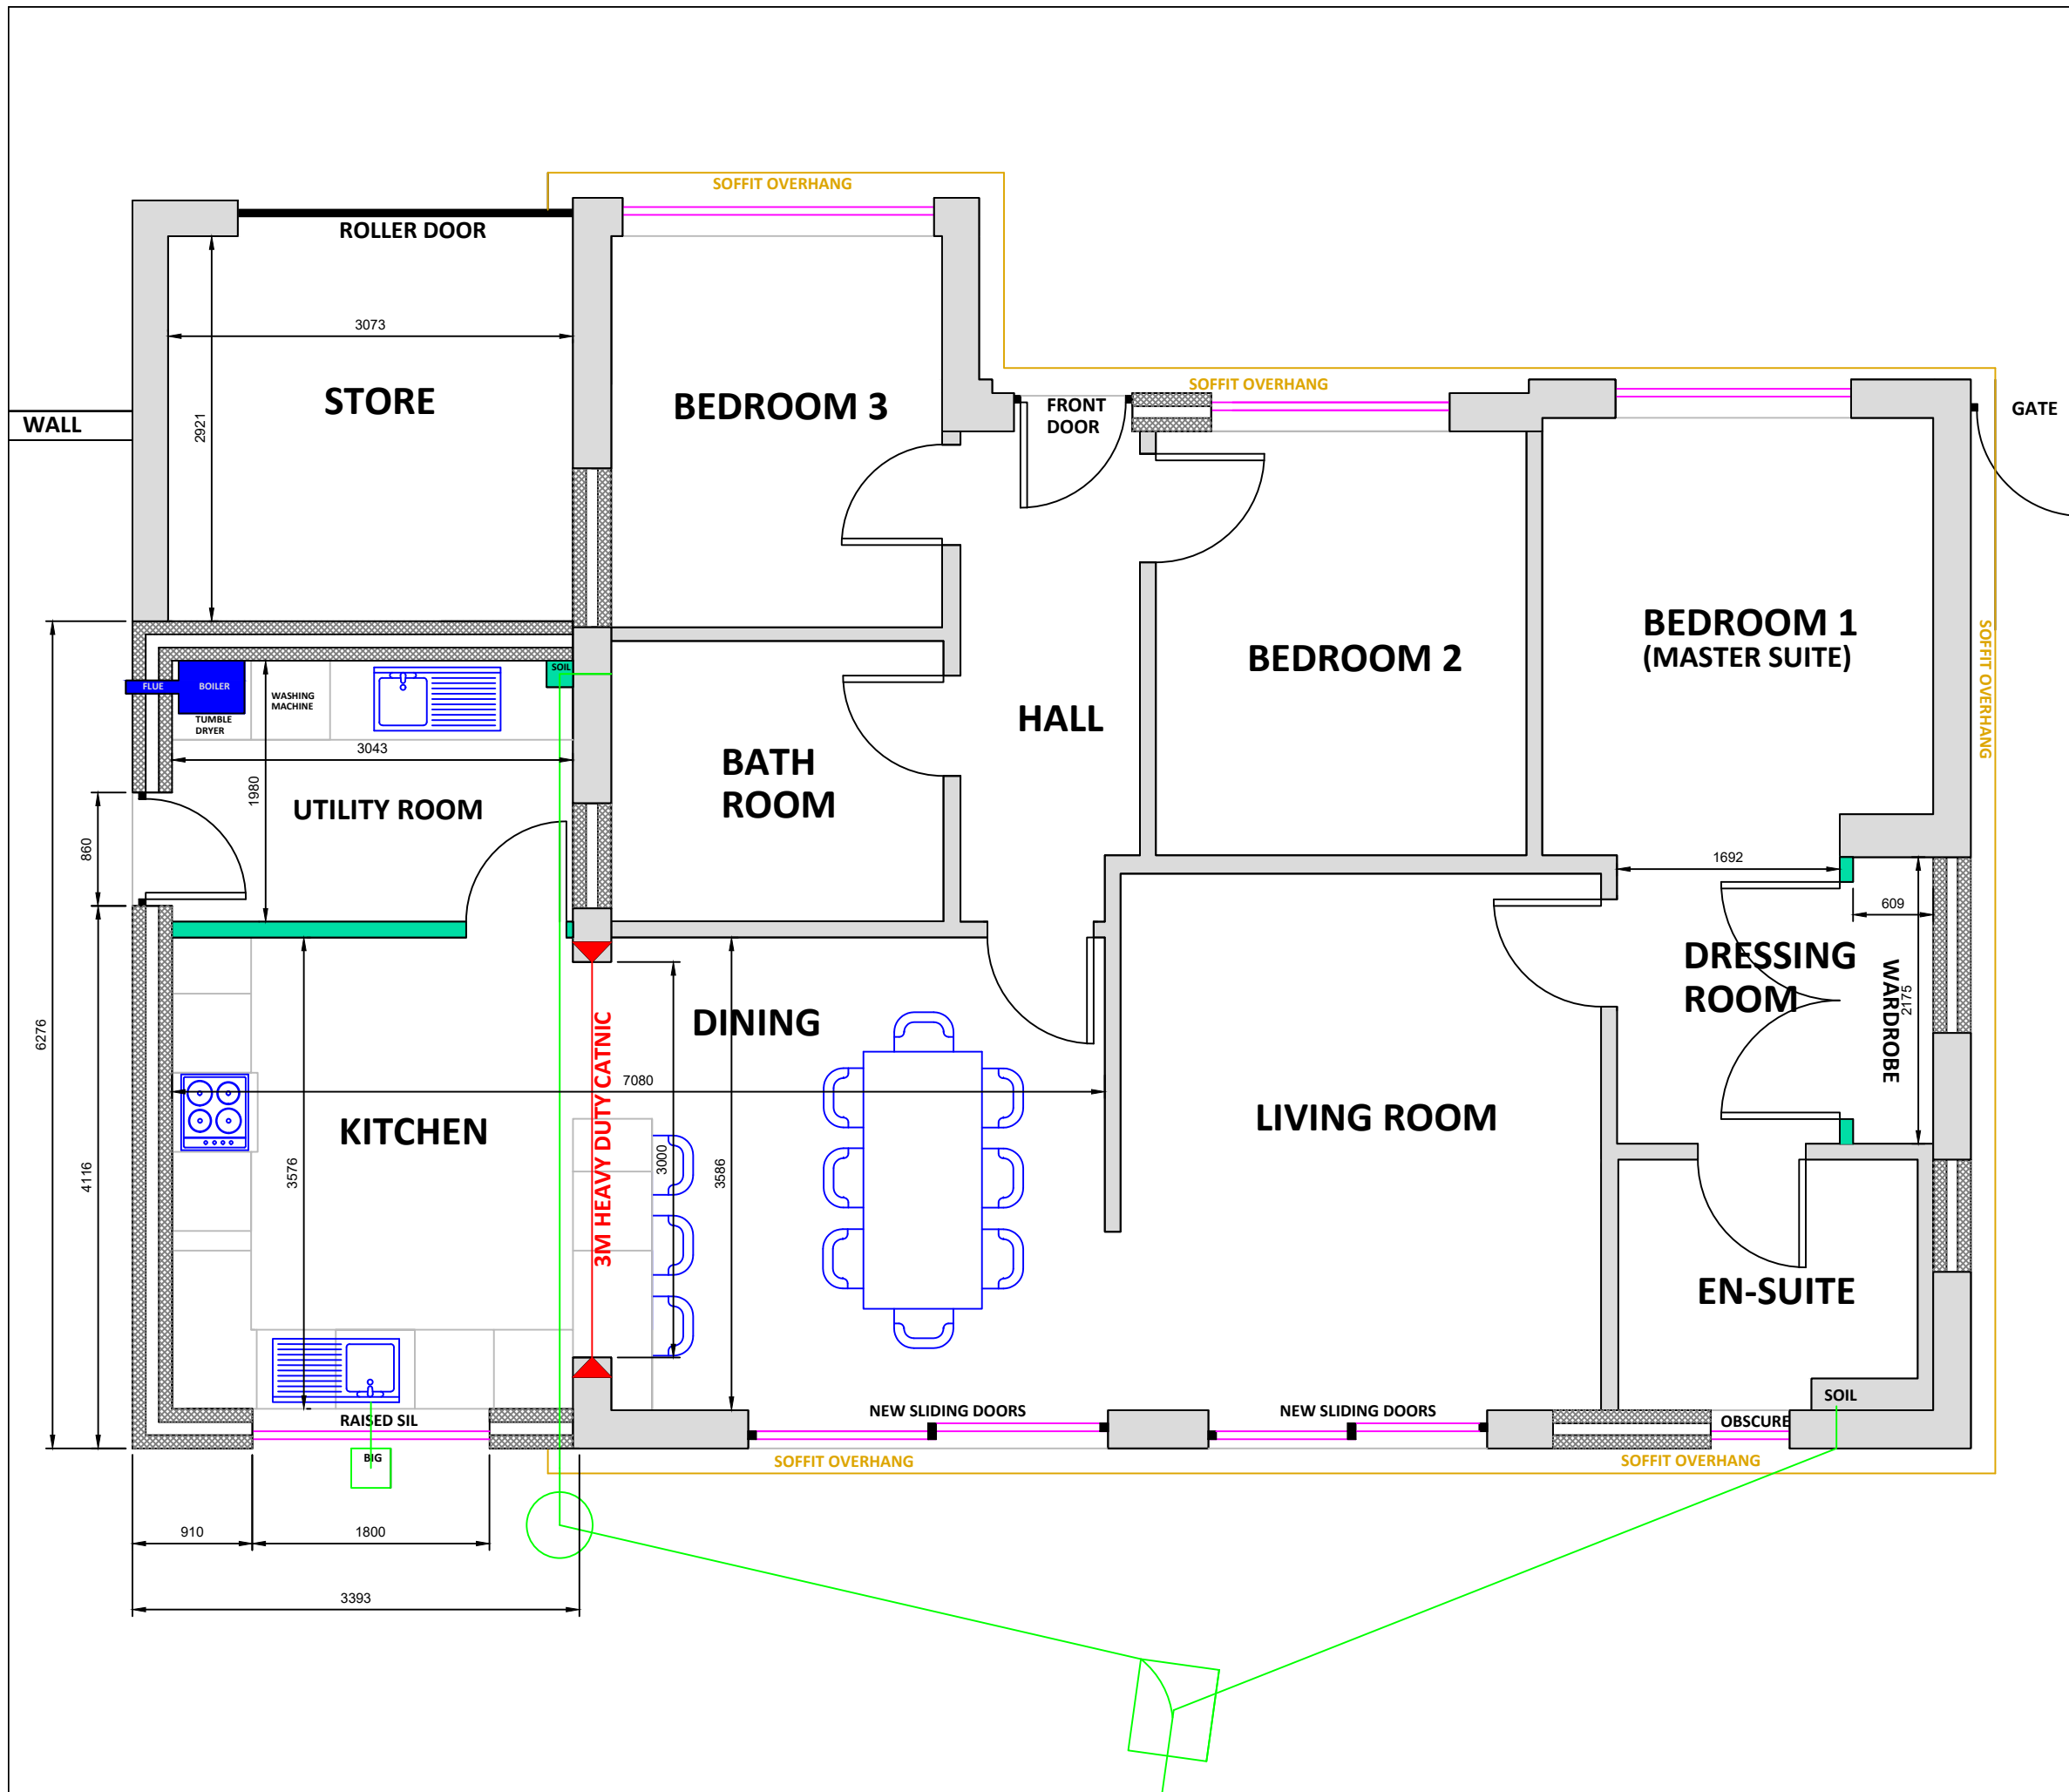 SOFFIT OVERHANG
ROLLER DOOR
3073
STORE
2921
WALL
BEDROOM 3
SOFFIT OVERHANG
FRONT
DOOR
GATE
BEDROOM 1
(MASTER SUITE)
BEDROOM 2
SOFFIT OVERHANG
SOIL
FLUE
BOILER
WASHING
MACHINE
TUMBLE
DRYER
3043
1980
UTILITY ROOM
HALL
BATH
ROOM
860
1692
609
DRESSING
ROOM
WARDROBE
2175
6276
4116
DINING
3M HEAVY DUTY CATNIC
7080
KITCHEN
3576
3000
3586
LIVING ROOM
EN-SUITE
SOIL
RAISED SIL
NEW SLIDING DOORS
NEW SLIDING DOORS
OBSCURE
BIG
SOFFIT OVERHANG
SOFFIT OVERHANG
910
1800
3393